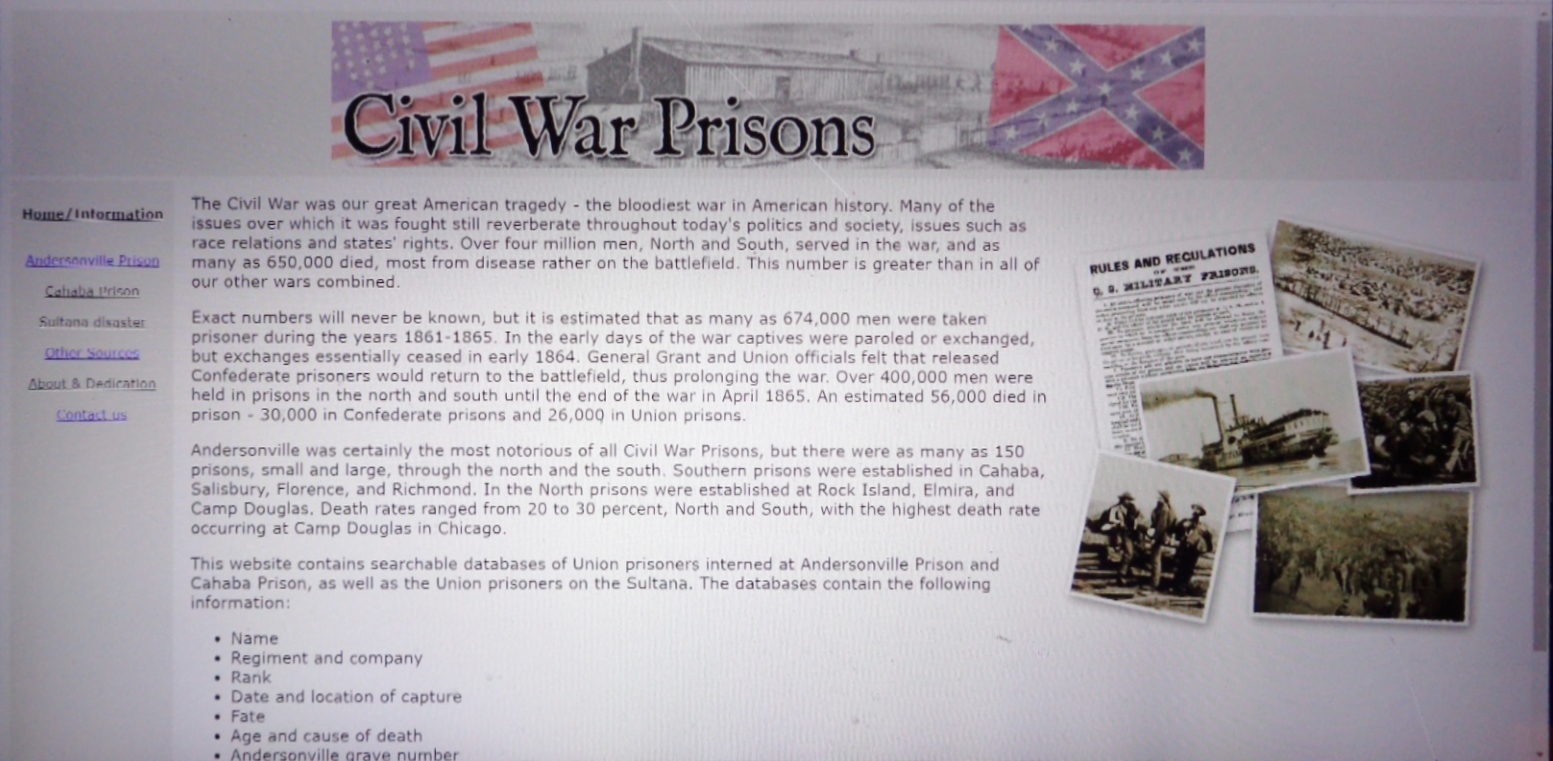 Civil War Prisons
Home/Information
Andersonville Prison
Cahaba Prison
Sultana disaster
Other Sources
About & Dedication
Contact us
The Civil War was our great American tragedy - the bloodiest war in American history. Many of the
issues over which it was fought still reverberate throughout today's politics and society, issues such as
race relations and states' rights. Over four million men, North and South, served in the war, and as
many as 650,000 died, most from disease rather on the battlefield. This number is greater than in all of
our other wars combined.
Exact numbers will never be known, but it is estimated that as many as 674,000 men were taken
prisoner during the years 1861-1865. In the early days of the war captives were paroled or exchanged,
but exchanges essentially ceased in early 1864. General Grant and Union officials felt that released
Confederate prisoners would return to the battlefield, thus prolonging the war. Over 400,000 men were
held in prisons in the north and south until the end of the war in April 1865. An estimated 56,000 died in
prison - 30,000 in Confederate prisons and 26,000 in Union prisons.
Andersonville was certainly the most notorious of all Civil War Prisons, but there were as many as 150
prisons, small and large, through the north and the south. Southern prisons were established in Cahaba,
Salisbury, Florence, and Richmond. In the North prisons were established at Rock Island, Elmira, and
Camp Douglas. Death rates ranged from 20 to 30 percent, North and South, with the highest death rate
occurring at Camp Douglas in Chicago.
This website contains searchable databases of Union prisoners interned at Andersonville Prison and
Cahaba Prison, as well as the Union prisoners on the Sultana. The databases contain the following
information:
• Name
• Regiment and company
• Rank
• Date and location of capture
• Fate
• Age and cause of death
• Andersonville grave number
RULES AND REGULATIONS
OF THE
C. S. MILITARY PRISONS.